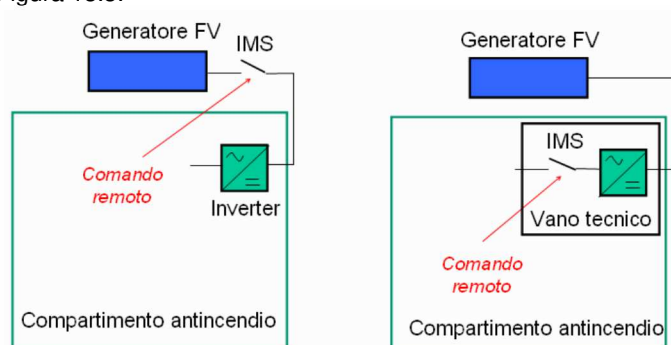 Generatore FV
IMS
Comando
remoto
Inverter
Compartimento antincendio
Generatore FV
IMS
Vano tecnico
Comando
remoto
Compartimento antincendio